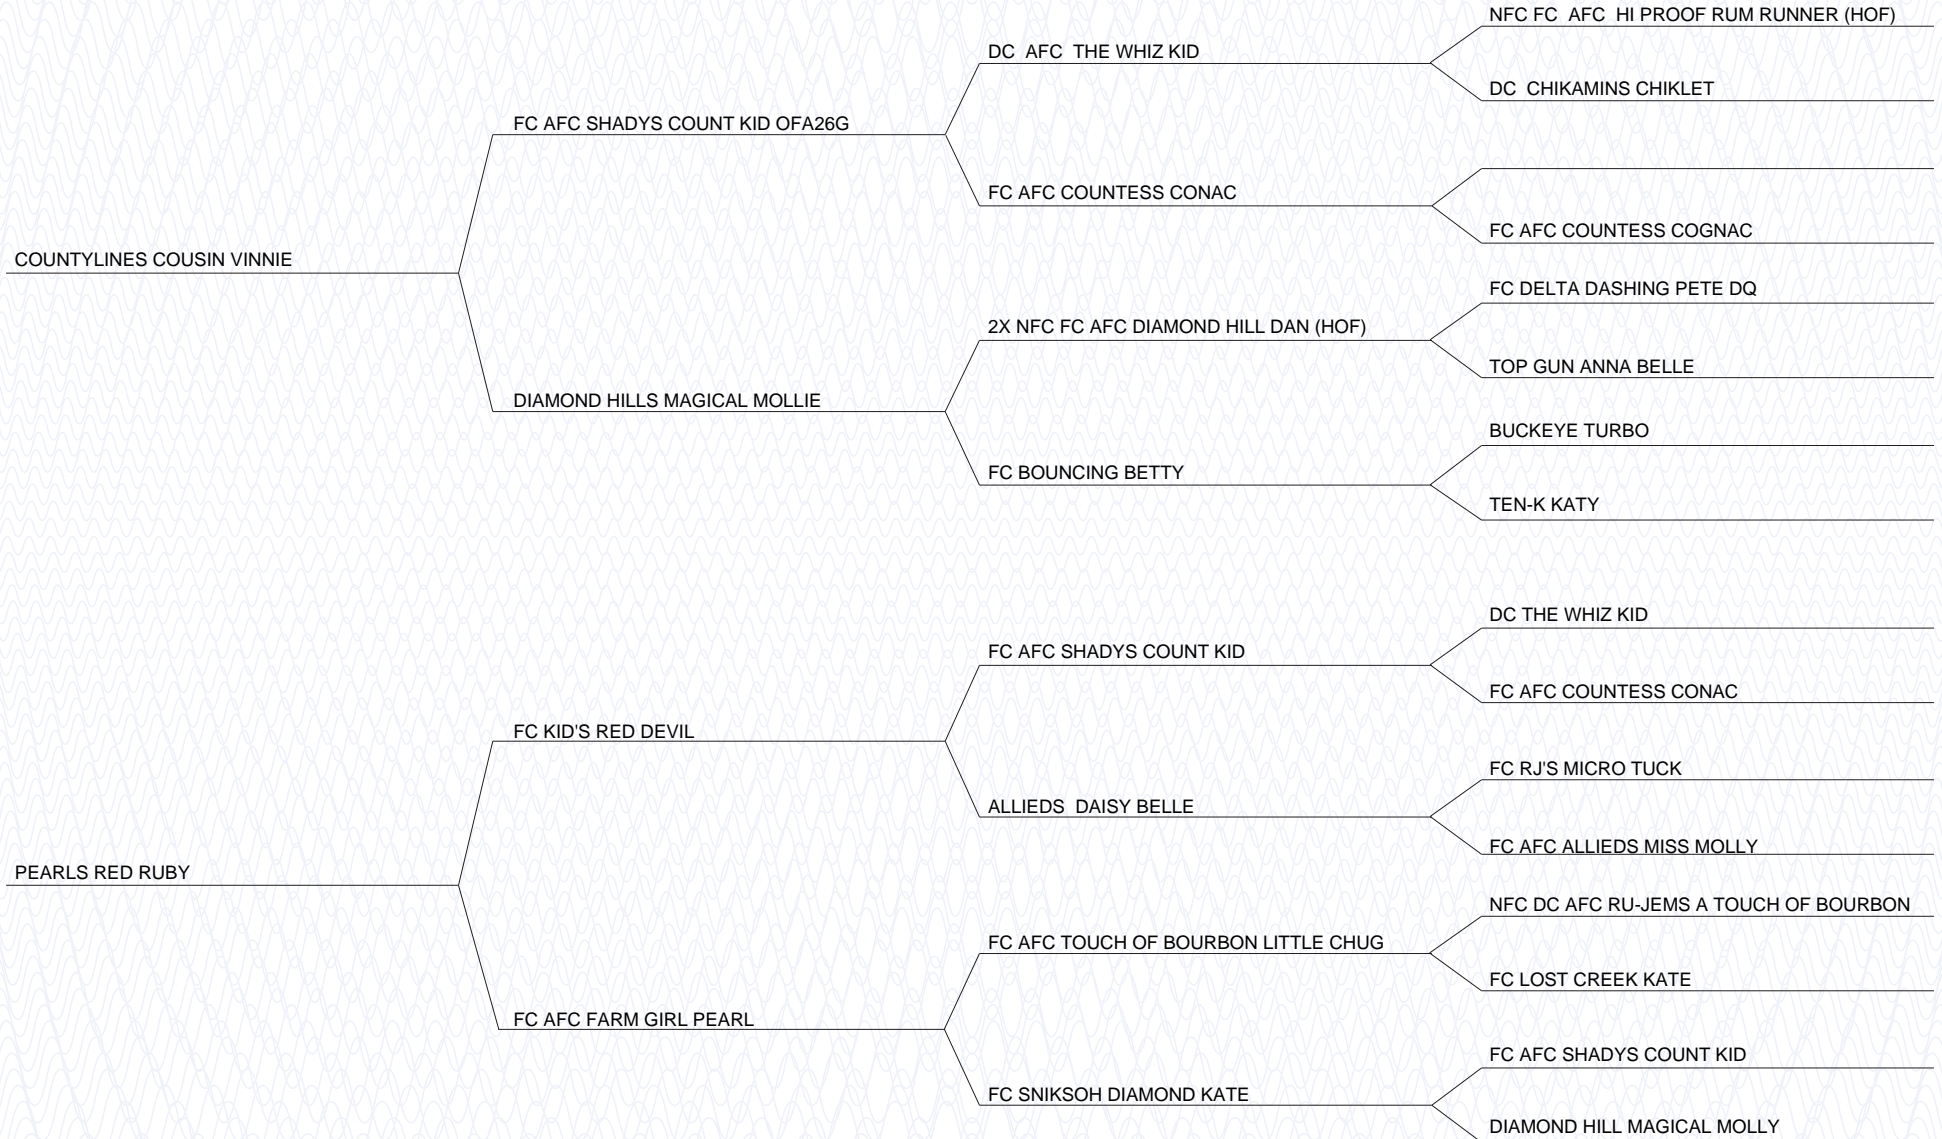 NFC FC  AFC  HI PROOF RUM RUNNER (HOF)
DC  AFC  THE WHIZ KID
DC  CHIKAMINS CHIKLET
FC AFC SHADYS COUNT KID OFA26G
FC AFC COUNTESS CONAC
FC AFC COUNTESS COGNAC
COUNTYLINES COUSIN VINNIE
FC DELTA DASHING PETE DQ
2X NFC FC AFC DIAMOND HILL DAN (HOF)
TOP GUN ANNA BELLE
DIAMOND HILLS MAGICAL MOLLIE
BUCKEYE TURBO
FC BOUNCING BETTY
TEN-K KATY
DC THE WHIZ KID
FC AFC SHADYS COUNT KID
FC AFC COUNTESS CONAC
FC KID'S RED DEVIL
FC RJ'S MICRO TUCK
ALLIEDS  DAISY BELLE
FC AFC ALLIEDS MISS MOLLY
PEARLS RED RUBY
NFC DC AFC RU-JEMS A TOUCH OF BOURBON
FC AFC TOUCH OF BOURBON LITTLE CHUG
FC LOST CREEK KATE
FC AFC FARM GIRL PEARL
FC AFC SHADYS COUNT KID
FC SNIKSOH DIAMOND KATE
DIAMOND HILL MAGICAL MOLLY